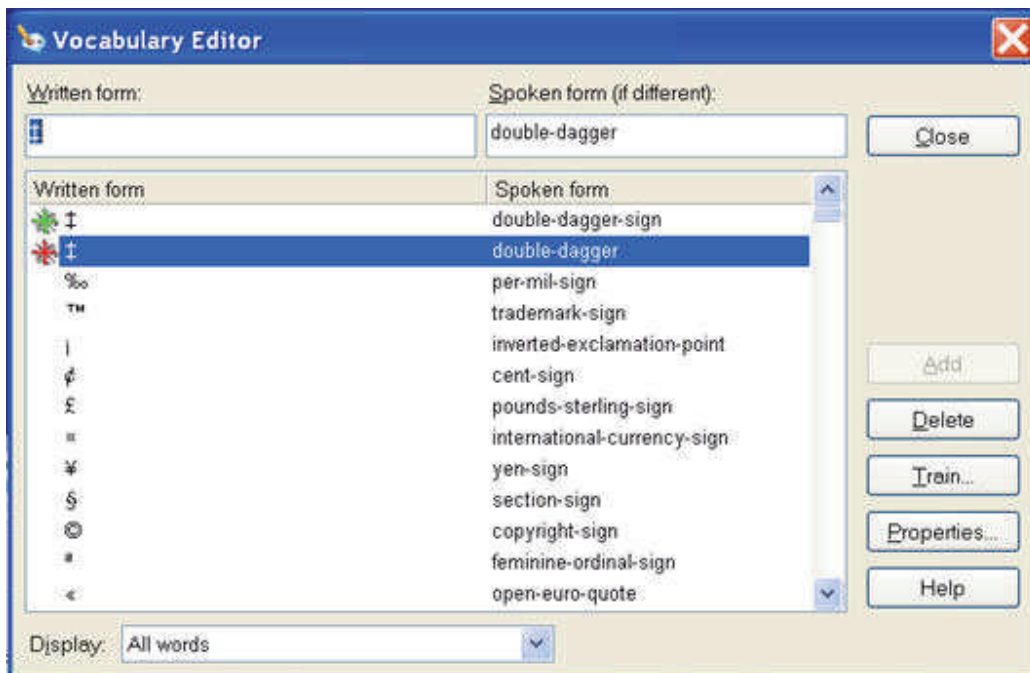 Vocabulary Editor
Written form: Spoken form (if different):
‡ double-dagger Close
Written form Spoken form
‡ double-dagger-sign
‡ double-dagger
‰ per-mil-sign
™ trademark-sign
¡ inverted-exclamation-point
¢ cent-sign
£ pounds-sterling-sign
¤ international-currency-sign
¥ yen-sign
§ section-sign
© copyright-sign
ª feminine-ordinal-sign
« open-euro-quote
Add
Delete
Train...
Properties...
Help
Display: All words